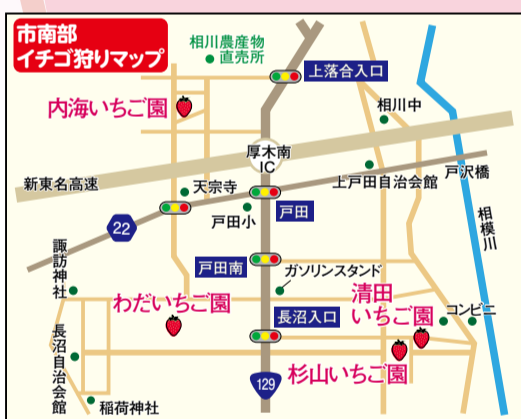 市南部
イチゴ狩りマップ
相川農産物
直売所
上落合入口
内海いちご園
相川中
厚木南
IC
新東名高速
天宗寺
上戸田自治会館
戸沢橋
戸田小
戸田
22
相模川
諏訪神社
戸田南
ガソリンスタンド
わだいちご園
清田
いちご園
コンビニ
長沼入口
長沼自治会館
杉山いちご園
129
稲荷神社